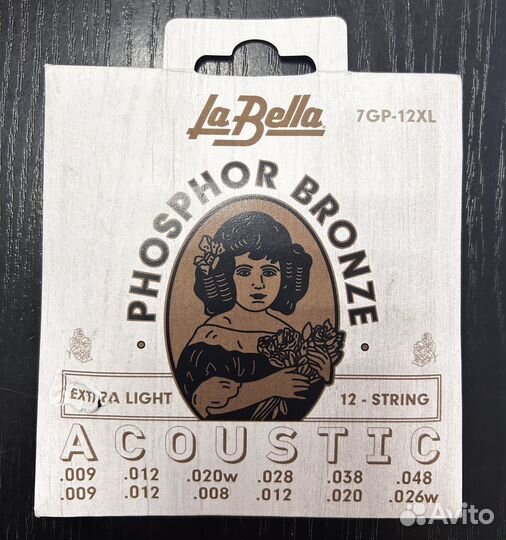 La Bella
7GP-12XL
PHOSPHOR BRONZE
EXTRA LIGHT
12 - STRING
ACOUSTIC
.009 .012 .020w .028 .038 .048
.009 .012 .008 .012 .020 .026w
Avito